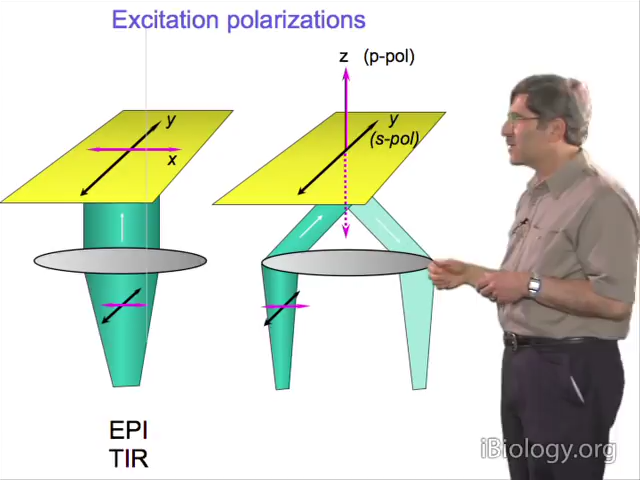 Excitation polarizations
z (p-pol)
y
x
y
(s-pol)
EPI
TIR
iBiology.org